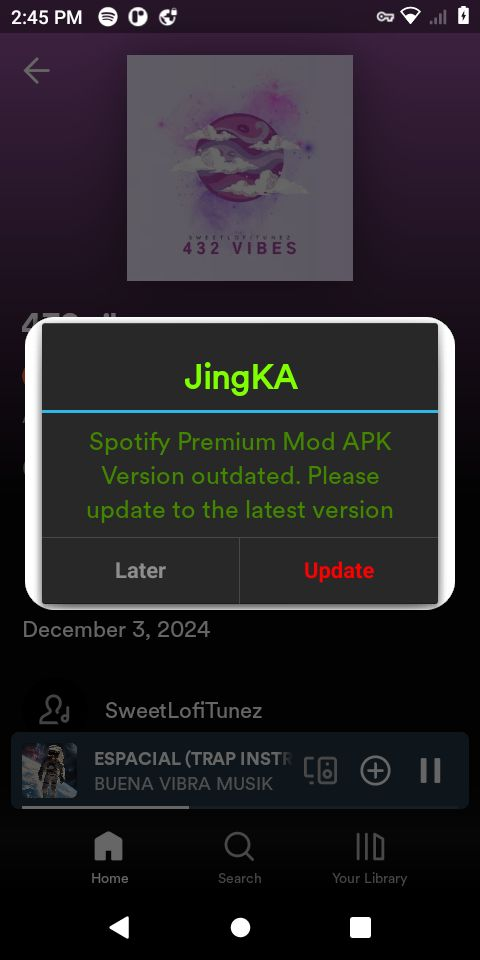 2:45 PM
SWEETLOFITUNEZ
432 VIBES
JingKA
Spotify Premium Mod APK
Version outdated. Please
update to the latest version
Later
Update
December 3, 2024
SweetLofiTunez
ESPACIAL (TRAP INSTR
BUENA VIBRA MUSIK
Home
Search
Your Library